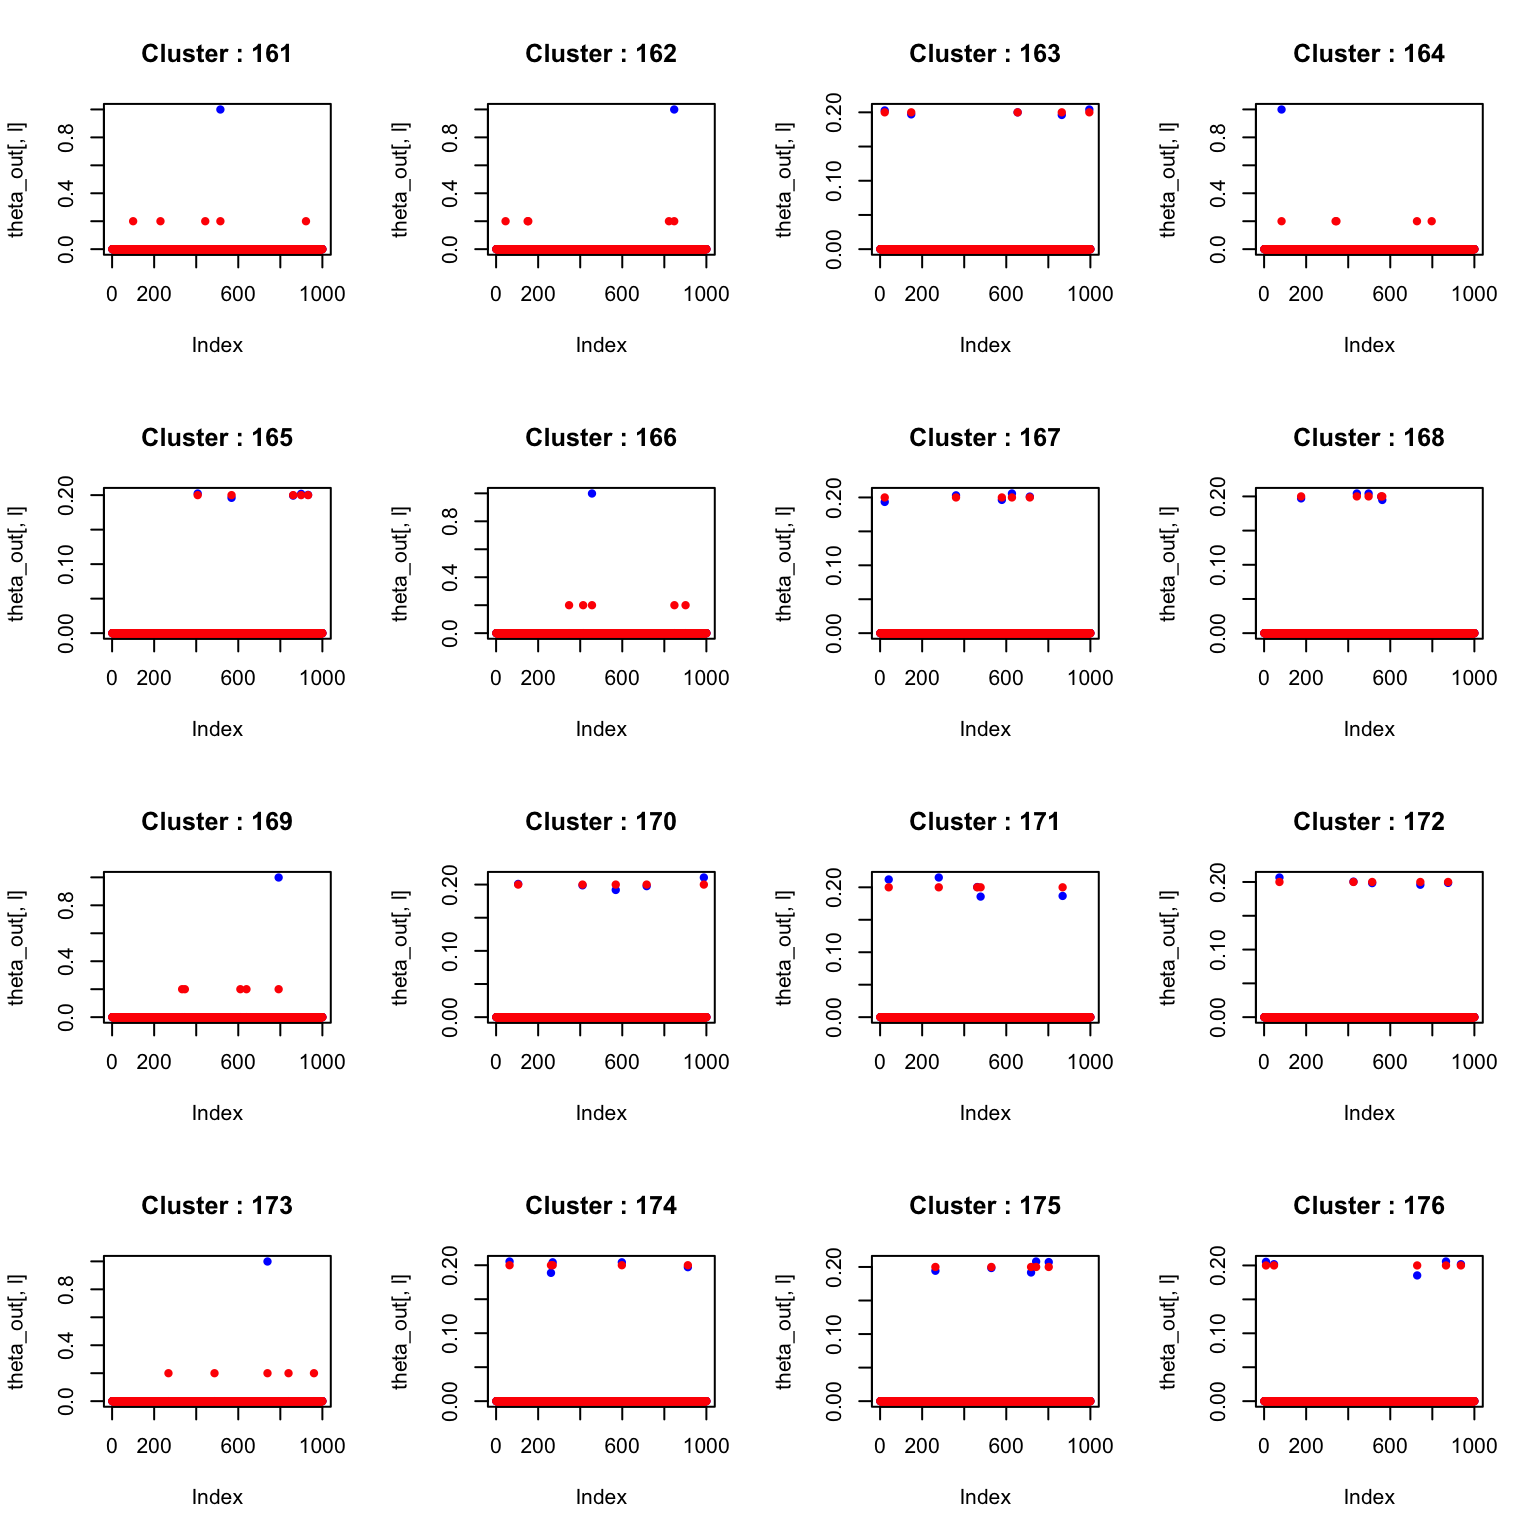 Cluster : 161
theta_out[, l]
0.0 0.4 0.8
0 200 600 1000
Index
Cluster : 162
theta_out[, l]
0.0 0.4 0.8
0 200 600 1000
Index
Cluster : 163
theta_out[, l]
0.00 0.10 0.20
0 200 600 1000
Index
Cluster : 164
theta_out[, l]
0.0 0.4 0.8
0 200 600 1000
Index
Cluster : 165
theta_out[, l]
0.00 0.10 0.20
0 200 600 1000
Index
Cluster : 166
theta_out[, l]
0.0 0.4 0.8
0 200 600 1000
Index
Cluster : 167
theta_out[, l]
0.00 0.10 0.20
0 200 600 1000
Index
Cluster : 168
theta_out[, l]
0.00 0.10 0.20
0 200 600 1000
Index
Cluster : 169
theta_out[, l]
0.0 0.4 0.8
0 200 600 1000
Index
Cluster : 170
theta_out[, l]
0.00 0.10 0.20
0 200 600 1000
Index
Cluster : 171
theta_out[, l]
0.00 0.10 0.20
0 200 600 1000
Index
Cluster : 172
theta_out[, l]
0.00 0.10 0.20
0 200 600 1000
Index
Cluster : 173
theta_out[, l]
0.0 0.4 0.8
0 200 600 1000
Index
Cluster : 174
theta_out[, l]
0.00 0.10 0.20
0 200 600 1000
Index
Cluster : 175
theta_out[, l]
0.00 0.10 0.20
0 200 600 1000
Index
Cluster : 176
theta_out[, l]
0.00 0.10 0.20
0 200 600 1000
Index